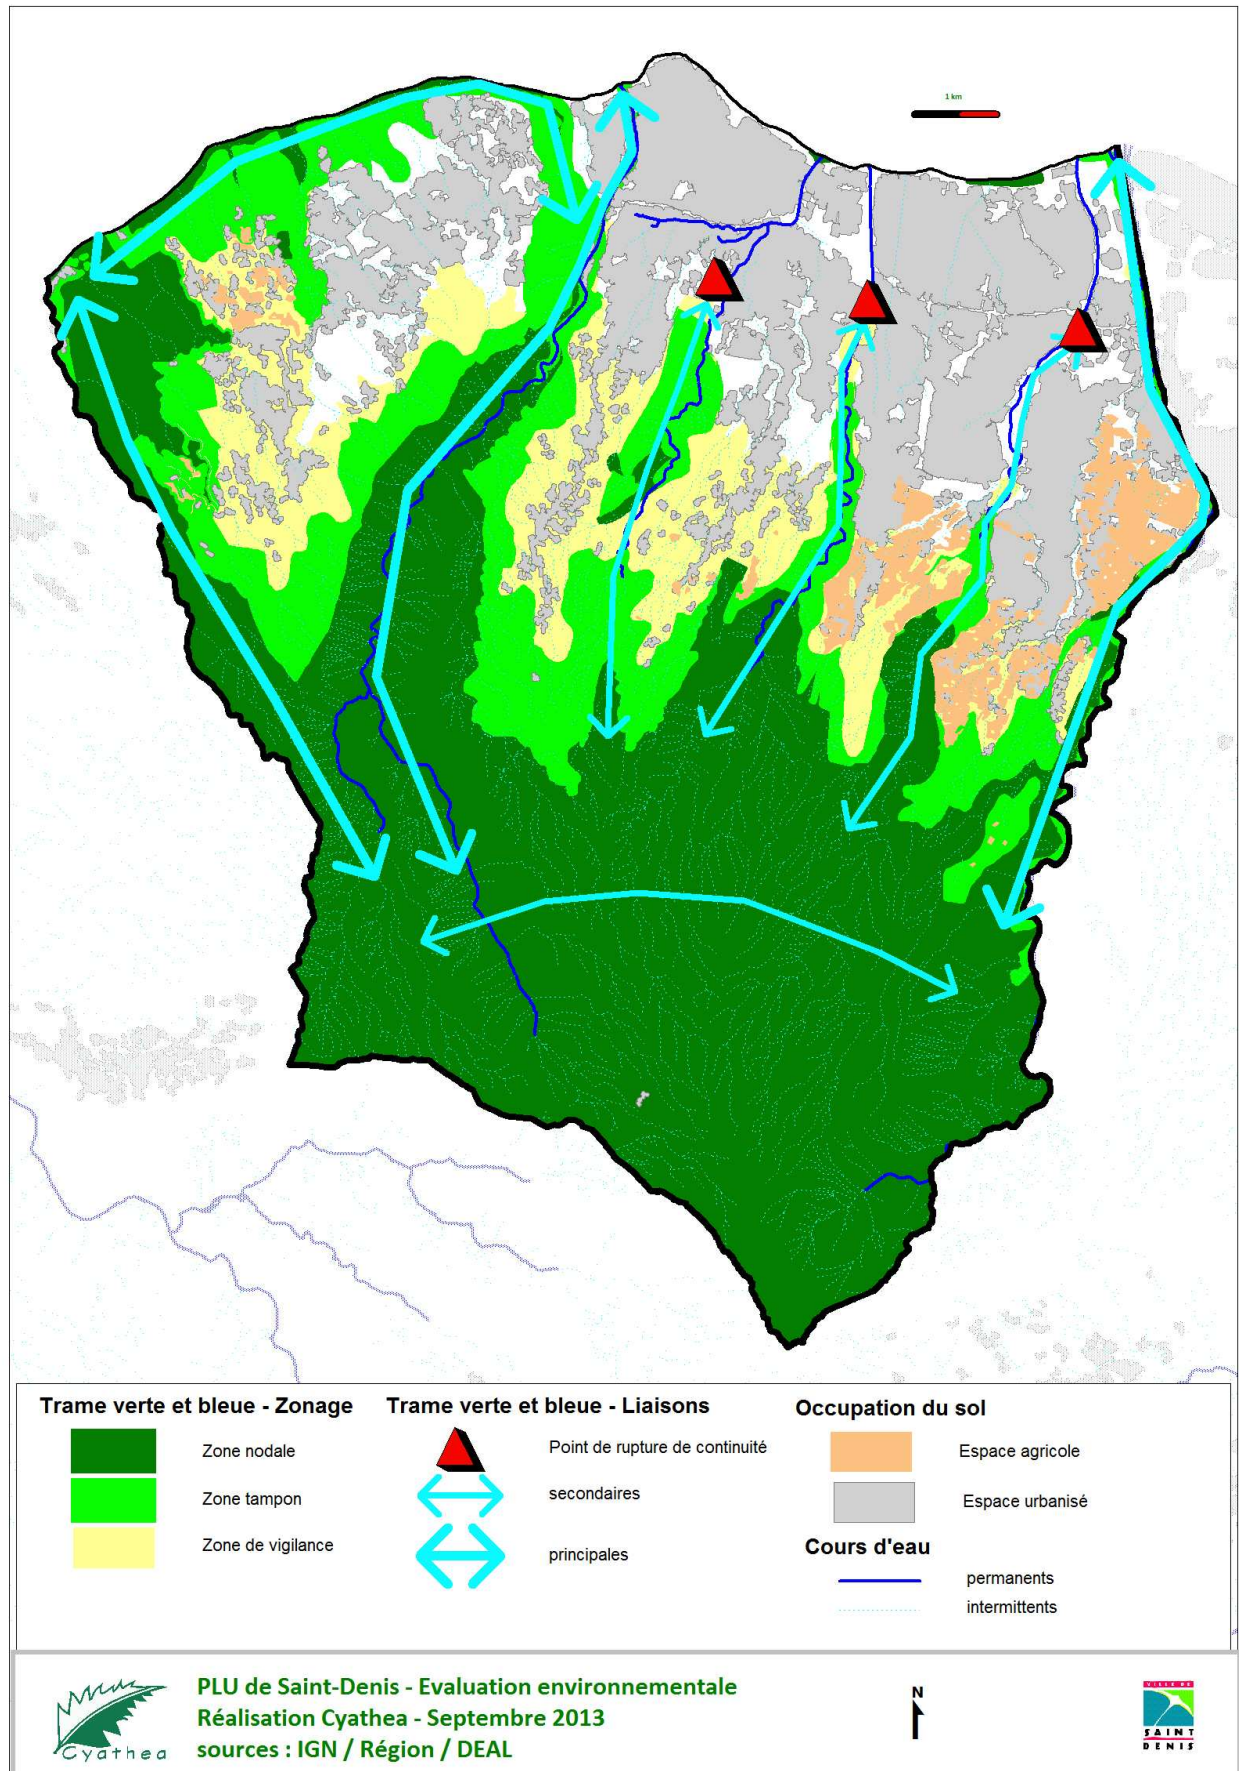 1 km
Trame verte et bleue - Zonage
Zone nodale
Zone tampon
Zone de vigilance
Trame verte et bleue - Liaisons
Point de rupture de continuité
secondaires
principales
Occupation du sol
Espace agricole
Espace urbanisé
Cours d'eau
permanents
intermittents
Cyathea
PLU de Saint-Denis - Evaluation environnementale
Réalisation Cyathea - Septembre 2013
sources : IGN / Région / DEAL
N
VILLE DE
SAINT
DENIS